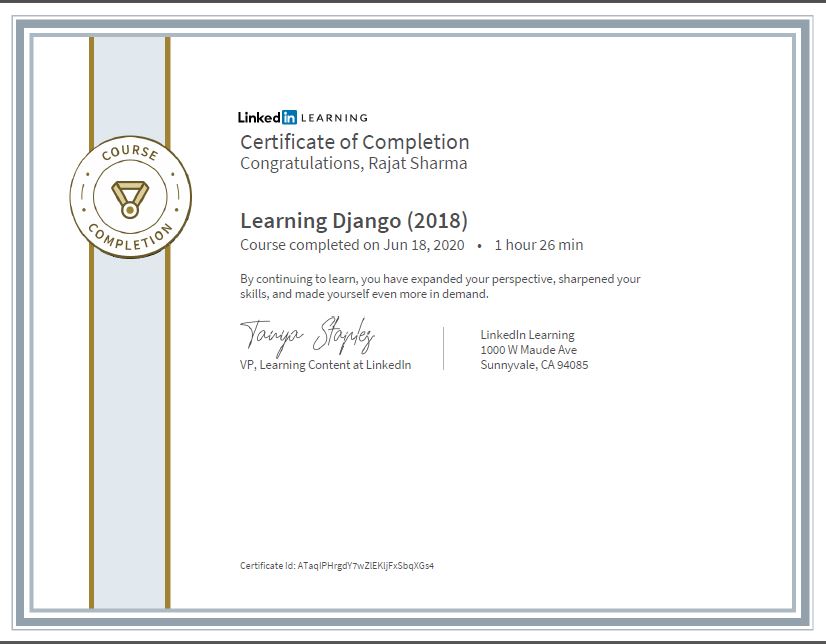 COURSE
COMPLETION
Linked in LEARNING
Certificate of Completion
Congratulations, Rajat Sharma
Learning Django (2018)
Course completed on Jun 18, 2020 • 1 hour 26 min
By continuing to learn, you have expanded your perspective, sharpened your
skills, and made yourself even more in demand.
Tanya Staples
VP, Learning Content at LinkedIn
LinkedIn Learning
1000 W Maude Ave
Sunnyvale, CA 94085
Certificate Id: